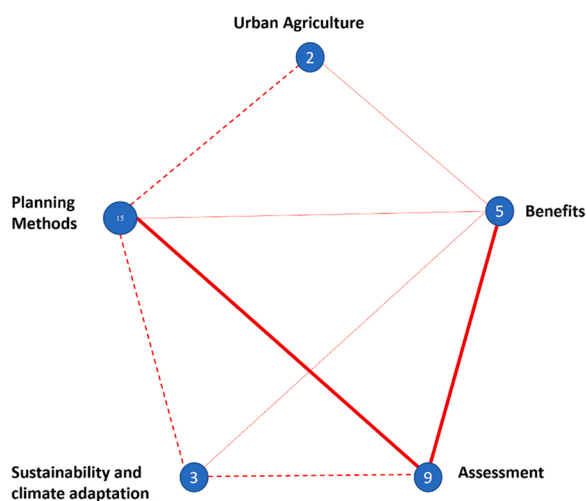 Urban Agriculture
2
Planning
Methods
15
5
Benefits
Sustainability and
climate adaptation
3
9
Assessment